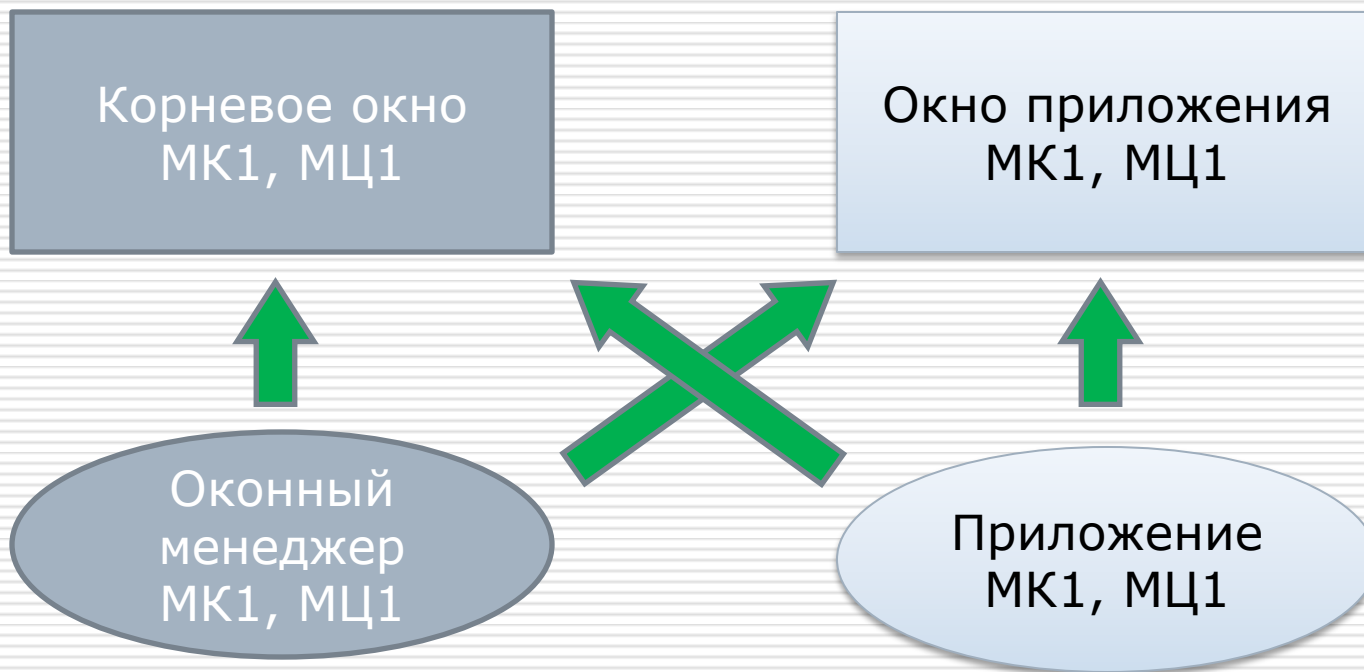 Корневое окно
МК1, МЦ1
Окно приложения
МК1, МЦ1
Оконный
менеджер
МК1, МЦ1
Приложение
МК1, МЦ1